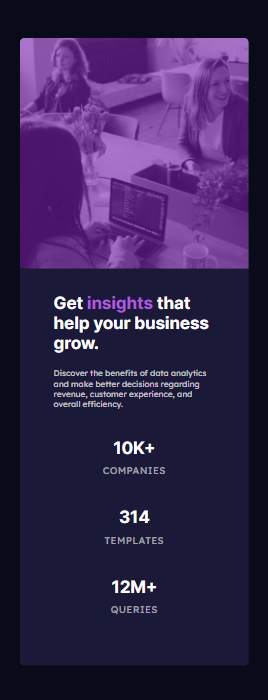 Get insights that
help your business
grow.
Discover the benefits of data analytics
and make better decisions regarding
revenue, customer experience, and
overall efficiency.
10K+
COMPANIES
314
TEMPLATES
12M+
QUERIES